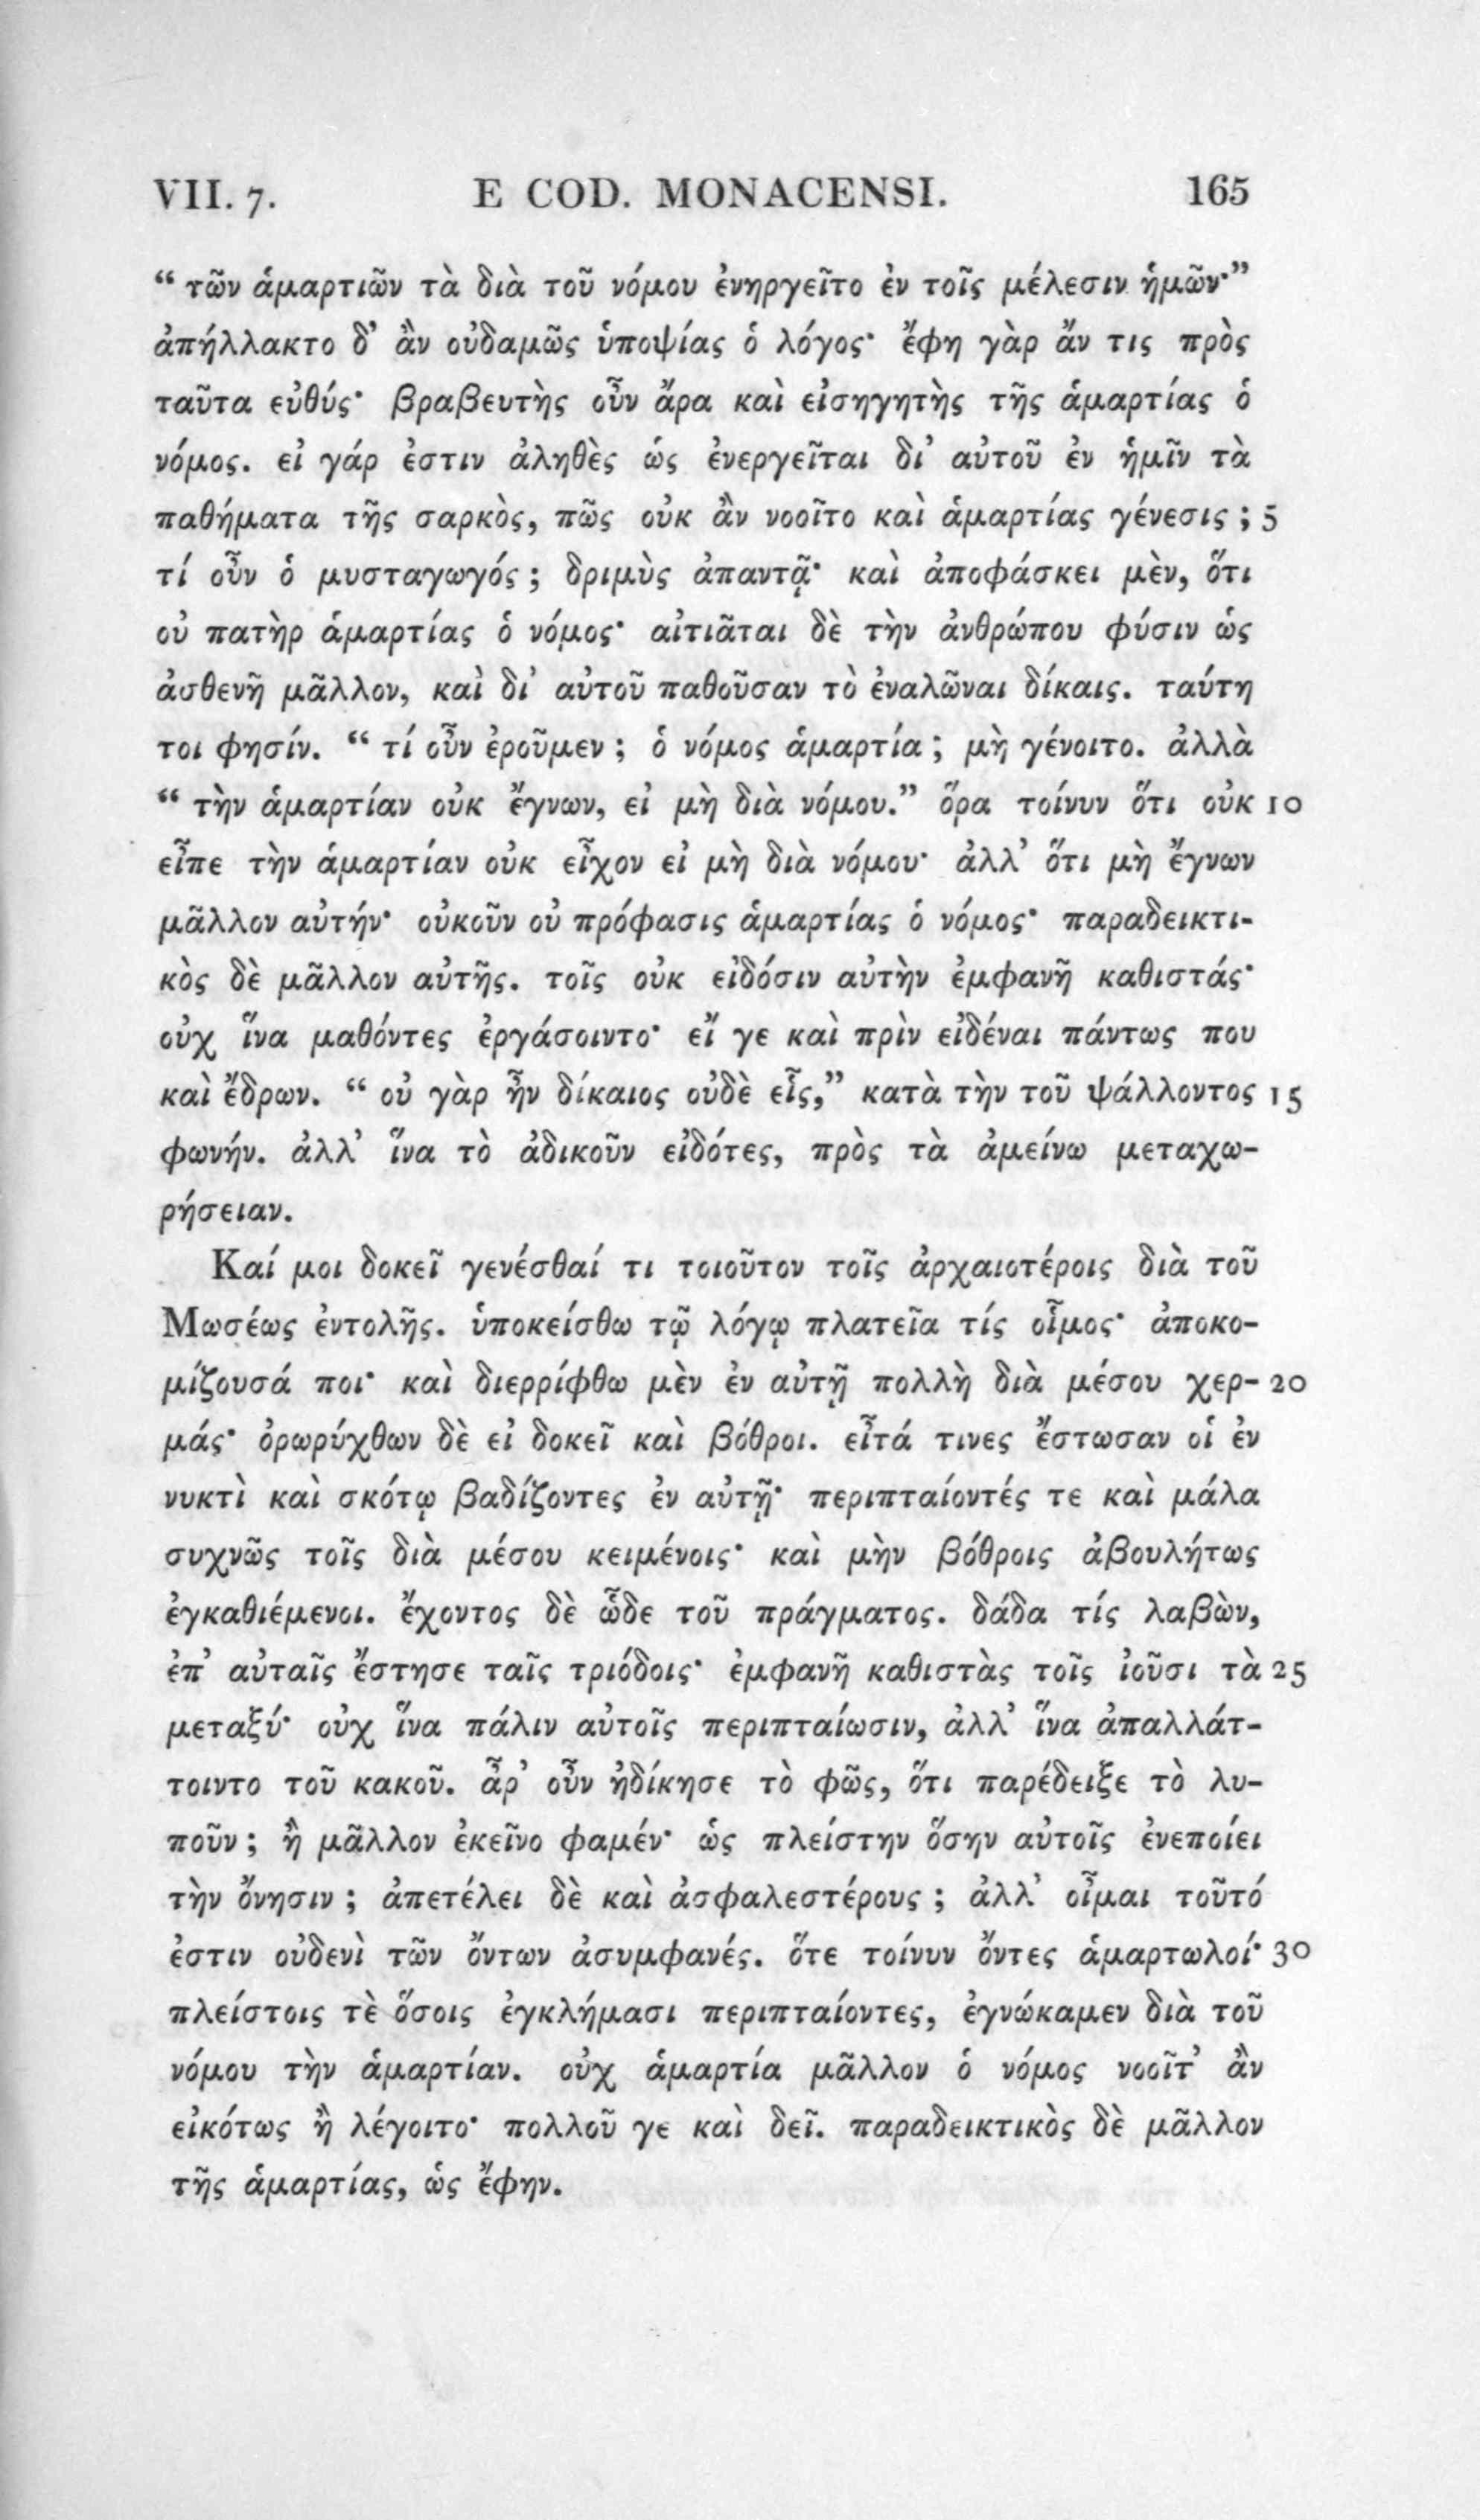 VII. 7. E COD. MONACENSI. 165
“ τῶν ἁμαρτιῶν τὰ διὰ τοῦ νόμου ἐνηργεῖτο ἐν τοῖς μέλεσιν ἡμῶν·”
ἀπήλλακτο δ’ ἂν οὐδαμῶς ὑποψίας ὁ λόγος· ἔφη γὰρ ἄν τις πρὸς
ταῦτα εὐθύς· βραβευτὴς οὖν ἄρα καὶ εἰσηγητὴς τῆς ἁμαρτίας ὁ
νόμος. εἰ γάρ ἐστιν ἀληθὲς ὡς ἐνεργεῖται δι’ αὐτοῦ ἐν ἡμῖν τὰ
παθήματα τῆς σαρκὸς, πῶς οὐκ ἂν νοοῖτο καὶ ἁμαρτίας γένεσις ; 5
τί οὖν ὁ μυσταγωγός ; δριμὺς ἀπαντᾷ· καὶ ἀποφάσκει μὲν, ὅτι
οὐ πατὴρ ἁμαρτίας ὁ νόμος· αἰτιᾶται δὲ τὴν ἀνθρώπου φύσιν ὡς
ἀσθενῆ μᾶλλον, καὶ δι’ αὐτοῦ παθοῦσαν τὸ ἐναλῶναι δίκαις. ταύτη
τοι φησίν. “ τί οὖν ἐροῦμεν ; ὁ νόμος ἁμαρτία ; μὴ γένοιτο. ἀλλὰ
“ τὴν ἁμαρτίαν οὐκ ἔγνων, εἰ μὴ διὰ νόμου.” ὅρα τοίνυν ὅτι οὐκ 10
εἶπε τὴν ἁμαρτίαν οὐκ εἶχον εἰ μὴ διὰ νόμου· ἀλλ’ ὅτι μὴ ἔγνων
μᾶλλον αὐτήν· οὐκοῦν οὐ πρόφασις ἁμαρτίας ὁ νόμος· παραδεικτι-
κὸς δὲ μᾶλλον αὐτῆς. τοῖς οὐκ εἰδόσιν αὐτὴν ἐμφανῆ καθιστάς·
οὐχ ἵνα μαθόντες ἐργάσοιντο· εἴ γε καὶ πρὶν εἰδέναι πάντως που
καὶ ἔδρων. “ οὐ γὰρ ἦν δίκαιος οὐδὲ εἷς,” κατὰ τὴν τοῦ ψάλλοντος 15
φωνήν. ἀλλ’ ἵνα τὸ ἀδικοῦν εἰδότες, πρὸς τὰ ἀμείνω μεταχω-
ρήσειαν.
Καί μοι δοκεῖ γενέσθαί τι τοιοῦτον τοῖς ἀρχαιοτέροις διὰ τοῦ
Μωσέως ἐντολῆς. ὑποκείσθω τῷ λόγῳ πλατεῖα τίς οἶμος· ἀποκο-
μίζουσά ποι· καὶ διερρίφθω μὲν ἐν αὐτῇ πολλὴ διὰ μέσου χερ- 20
μάς· ὀρωρύχθων δὲ εἰ δοκεῖ καὶ βόθροι. εἶτά τινες ἔστωσαν οἱ ἐν
νυκτὶ καὶ σκότῳ βαδίζοντες ἐν αὐτῇ· περιπταίοντές τε καὶ μάλα
συχνῶς τοῖς διὰ μέσου κειμένοις· καὶ μὴν βόθροις ἀβουλήτως
ἐγκαθιέμενοι. ἔχοντος δὲ ὧδε τοῦ πράγματος. δάδα τίς λαβὼν,
ἐπ’ αὐταῖς ἔστησε ταῖς τριόδοις· ἐμφανῆ καθιστὰς τοῖς ἰοῦσι τὰ 25
μεταξύ· οὐχ ἵνα πάλιν αὐτοῖς περιπταίωσιν, ἀλλ’ ἵνα ἀπαλλάτ-
τοιντο τοῦ κακοῦ. ἆρ’ οὖν ἠδίκησε τὸ φῶς, ὅτι παρέδειξε τὸ λυ-
ποῦν ; ἢ μᾶλλον ἐκεῖνο φαμέν· ὡς πλείστην ὅσην αὐτοῖς ἐνεποίει
τὴν ὄνησιν ; ἀπετέλει δὲ καὶ ἀσφαλεστέρους ; ἀλλ’ οἶμαι τοῦτό
ἐστιν οὐδενὶ τῶν ὄντων ἀσυμφανές. ὅτε τοίνυν ὄντες ἁμαρτωλοί· 30
πλείστοις τὲ ὅσοις ἐγκλήμασι περιπταίοντες, ἐγνώκαμεν διὰ τοῦ
νόμου τὴν ἁμαρτίαν. οὐχ ἁμαρτία μᾶλλον ὁ νόμος νοοῖτ’ ἂν
εἰκότως ἢ λέγοιτο· πολλοῦ γε καὶ δεῖ. παραδεικτικὸς δὲ μᾶλλον
τῆς ἁμαρτίας, ὡς ἔφην.